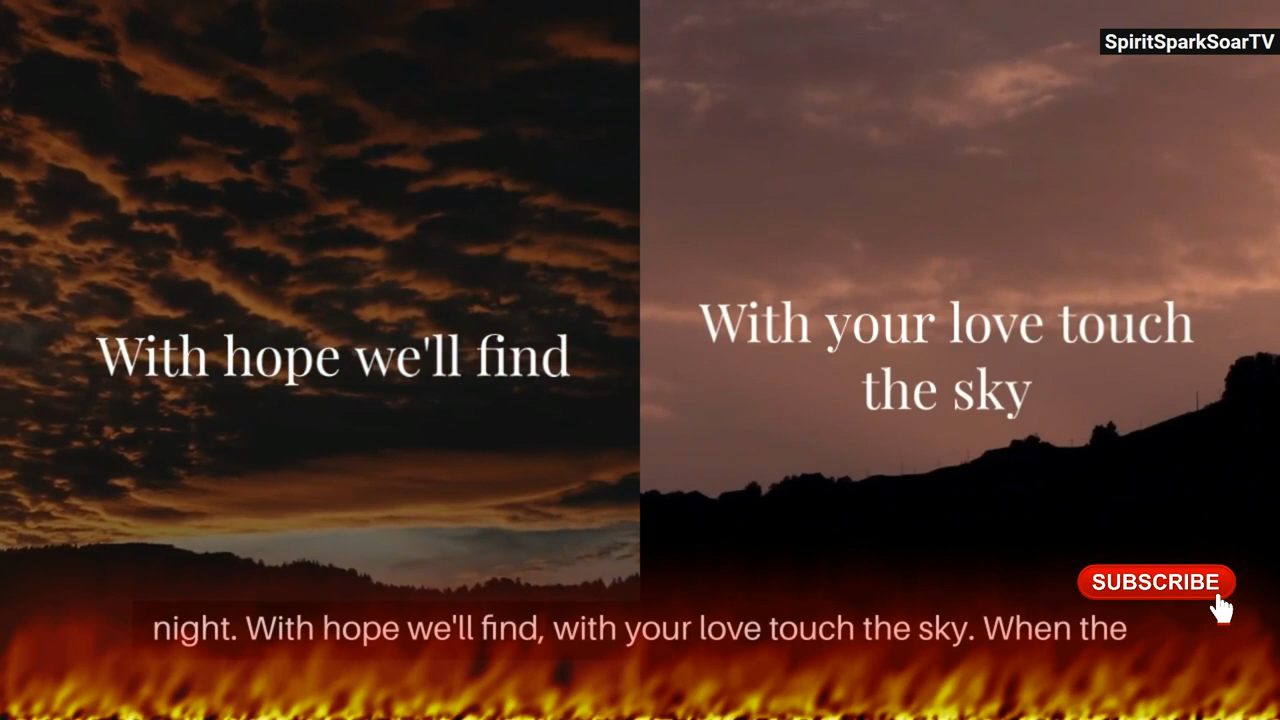 SpiritSparkSoarTV
With hope we'll find
With your love touch
the sky
SUBSCRIBE
night. With hope we'll find, with your love touch the sky. When the